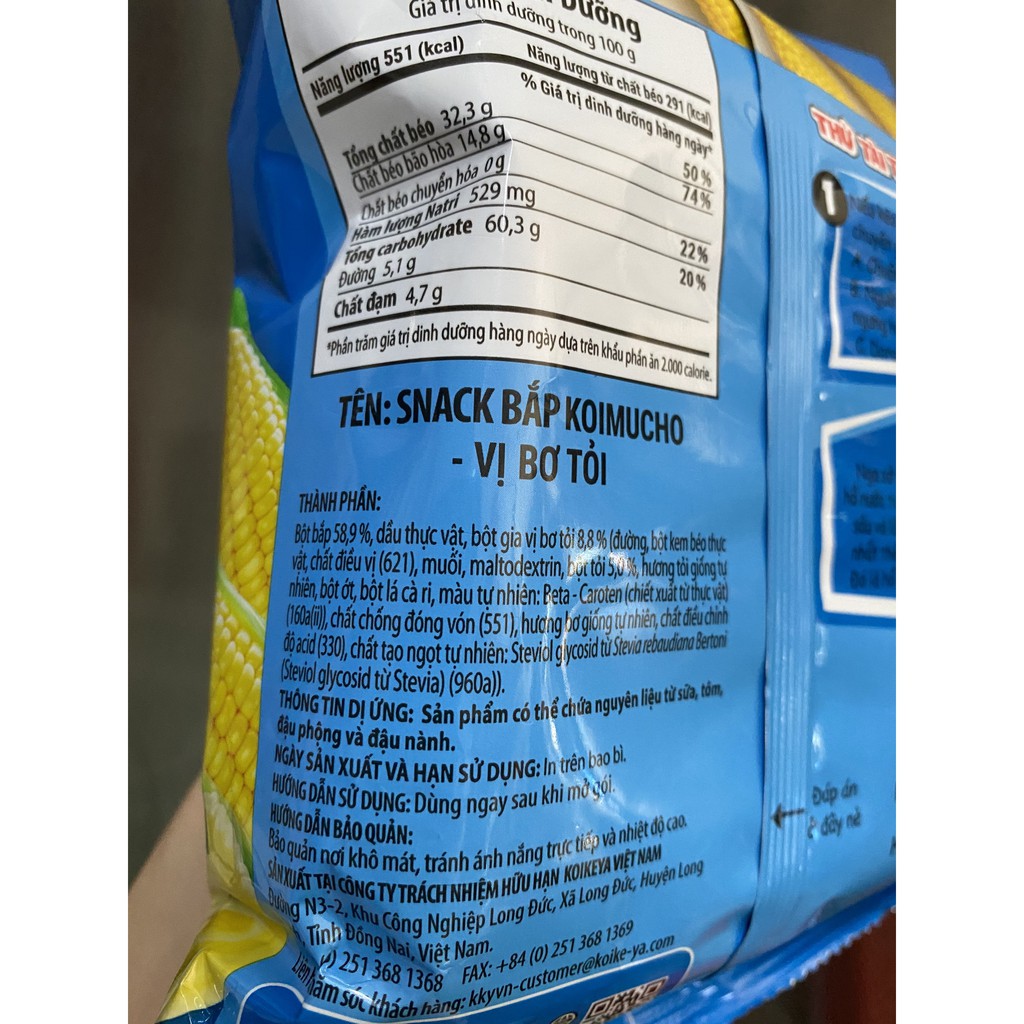 Dưỡng
Giá trị dinh dưỡng trong 100 g
Năng lượng 551 (kcal) Năng lượng từ chất béo 291 (kcal)
% Giá trị dinh dưỡng hàng ngày*
Tổng chất béo 32,3 g 50 %
Chất béo bão hòa 14,8 g 74 %
Chất béo chuyển hóa 0 g
Hàm lượng Natri 529 mg 22 %
Tổng carbohydrate 60,3 g 20 %
Đường 5,1 g
Chất đạm 4,7 g
*Phần trăm giá trị dinh dưỡng hàng ngày dựa trên khẩu phần ăn 2.000 calorie.
TÊN: SNACK BẮP KOIMUCHO
- VỊ BƠ TỎI
THÀNH PHẦN:
Bột bắp 58,9 %, dầu thực vật, bột gia vị bơ tỏi 8,8 % (đường, bột kem béo thực
vật, chất điều vị (621), muối, maltodextrin, bột tỏi 5,0 %, hương tỏi giống tự
nhiên, bột ớt, bột lá cà ri, màu tự nhiên: Beta - Caroten (chiết xuất từ thực vật)
(160a(ii)), chất chống đóng vón (551), hương bơ giống tự nhiên, chất điều chỉnh
độ acid (330), chất tạo ngọt tự nhiên: Steviol glycosid từ Stevia rebaudiana Bertoni
(Steviol glycosid từ Stevia) (960a)).
THÔNG TIN DỊ ỨNG: Sản phẩm có thể chứa nguyên liệu từ sữa, tôm,
đậu phộng và đậu nành.
NGÀY SẢN XUẤT VÀ HẠN SỬ DỤNG: In trên bao bì.
HƯỚNG DẪN SỬ DỤNG: Dùng ngay sau khi mở gói.
HƯỚNG DẪN BẢO QUẢN:
Bảo quản nơi khô mát, tránh ánh nắng trực tiếp và nhiệt độ cao.
SẢN XUẤT TẠI CÔNG TY TRÁCH NHIỆM HỮU HẠN KOIKEYA VIỆT NAM
Đường N3-2, Khu Công Nghiệp Long Đức, Xã Long Đức, Huyện Long
Tỉnh Đồng Nai, Việt Nam.
251 368 1368 FAX: +84 (0) 251 368 1369
chăm sóc khách hàng: kkyvn-customer@koike-ya.com
THỬ TÀI
1
Đáp án
ở đây nè